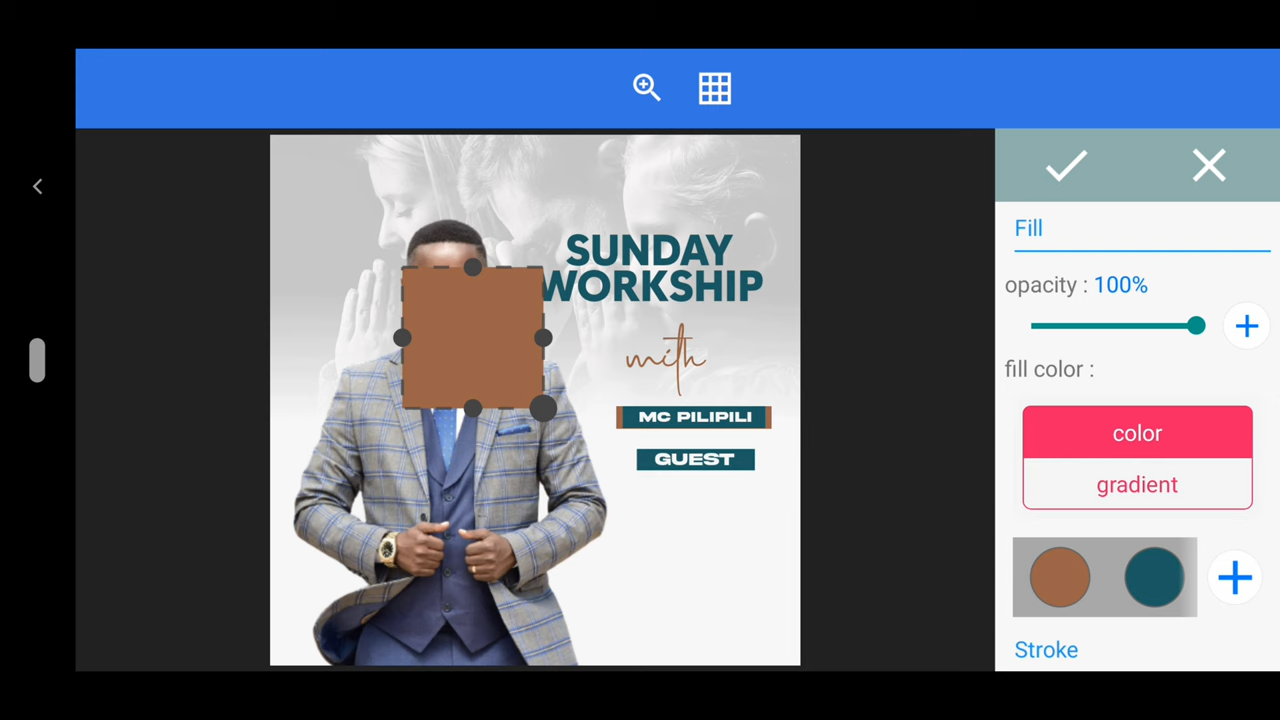 SUNDAY
WORKSHIP
with
MC PILIPILI
GUEST
Fill
opacity : 100%
fill color :
color
gradient
Stroke